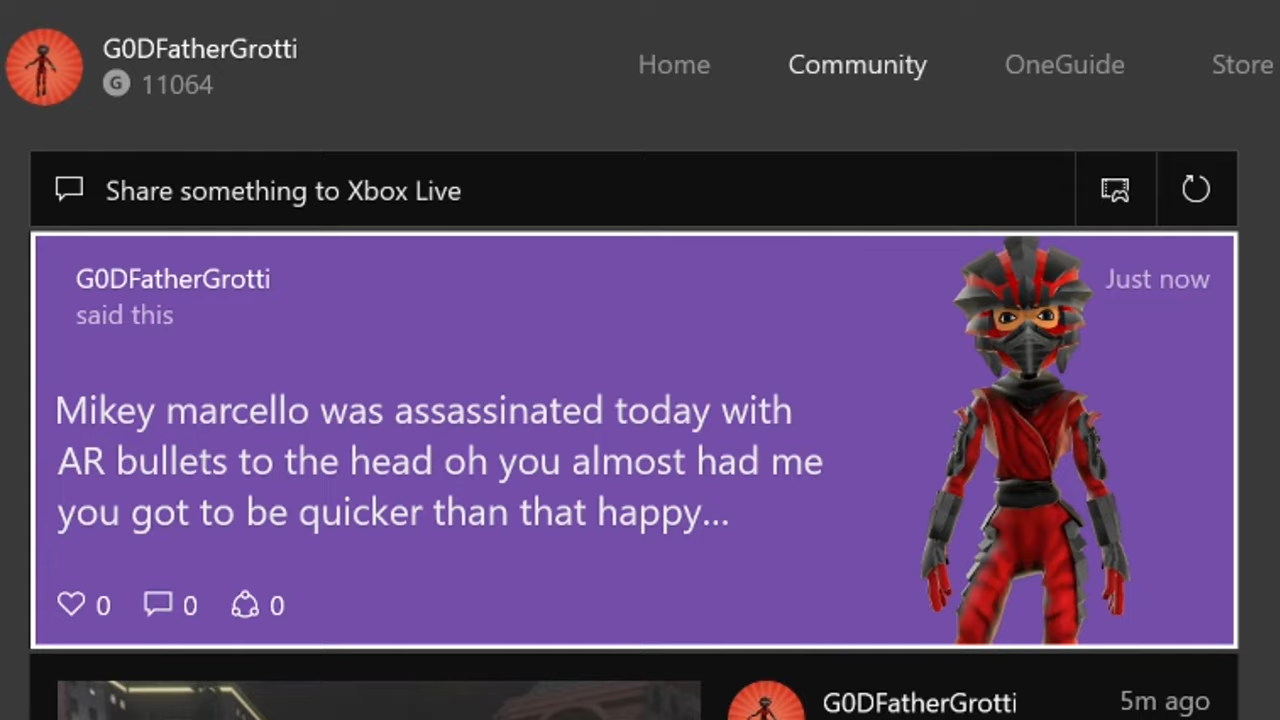 G0DFatherGrotti
G 11064
Home Community OneGuide Store
Share something to Xbox Live
G0DFatherGrotti
Just now
said this
Mikey marcello was assassinated today with
AR bullets to the head oh you almost had me
you got to be quicker than that happy...
0 0 0
G0DFatherGrotti
5m ago